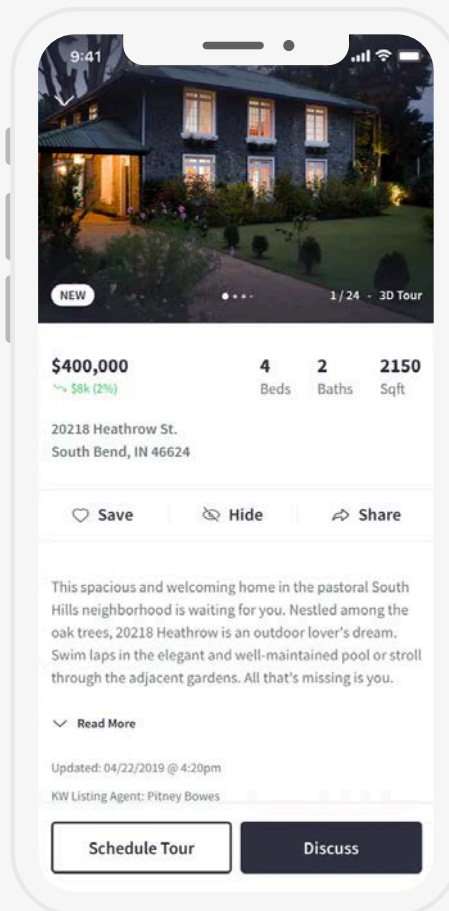 9:41
NEW
1 / 24 - 3D Tour
$400,000
4
2
2150
$8k (2%)
Beds
Baths
Sqft
20218 Heathrow St.
South Bend, IN 46624
Save
Hide
Share
This spacious and welcoming home in the pastoral South
Hills neighborhood is waiting for you. Nestled among the
oak trees, 20218 Heathrow is an outdoor lover's dream.
Swim laps in the elegant and well-maintained pool or stroll
through the adjacent gardens. All that's missing is you.
Read More
Updated: 04/22/2019 @ 4:20pm
KW Listing Agent: Pitney Bowes
Schedule Tour
Discuss